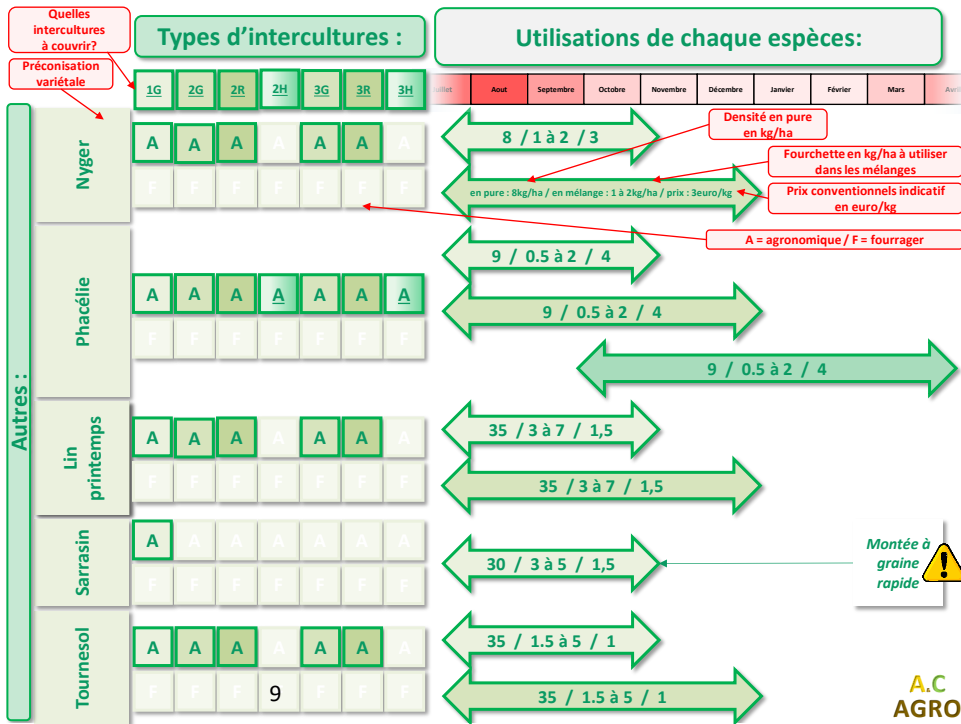 Quelles
intercultures
à couvrir?
Types d'intercultures :
Utilisations de chaque espèces:
Préconisation
variétale
1G 2G 2R 2H 3G 3R 3H
Juillet Aout Septembre Octobre Novembre Décembre Janvier Février Mars Avril
Autres :
Nyger
A A A A A A A
F F F F F F F
8 / 1 à 2 / 3
en pure : 8kg/ha / en mélange : 1 à 2kg/ha / prix : 3euro/kg
Densité en pure
en kg/ha
Fourchette en kg/ha à utiliser
dans les mélanges
Prix conventionnels indicatif
en euro/kg
A = agronomique / F = fourrager
Phacélie
A A A A A A A
F F F F F F F
9 / 0.5 à 2 / 4
9 / 0.5 à 2 / 4
9 / 0.5 à 2 / 4
Lin
printemps
A A A A A A A
F F F F F F F
35 / 3 à 7 / 1,5
35 / 3 à 7 / 1,5
Sarrasin
A A A A A A A
F F F F F F F
30 / 3 à 5 / 1,5
Montée à
graine
rapide
!
Tournesol
A A A A A A A
F F F 9 F F F
35 / 1.5 à 5 / 1
35 / 1.5 à 5 / 1
A.C
AGRO